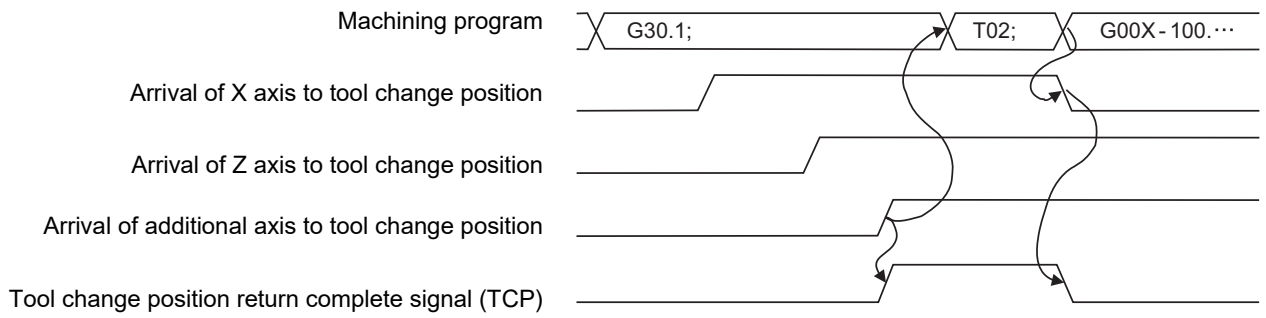 Machining program
G30.1;
T02;
G00X-100.···
Arrival of X axis to tool change position
Arrival of Z axis to tool change position
Arrival of additional axis to tool change position
Tool change position return complete signal (TCP)